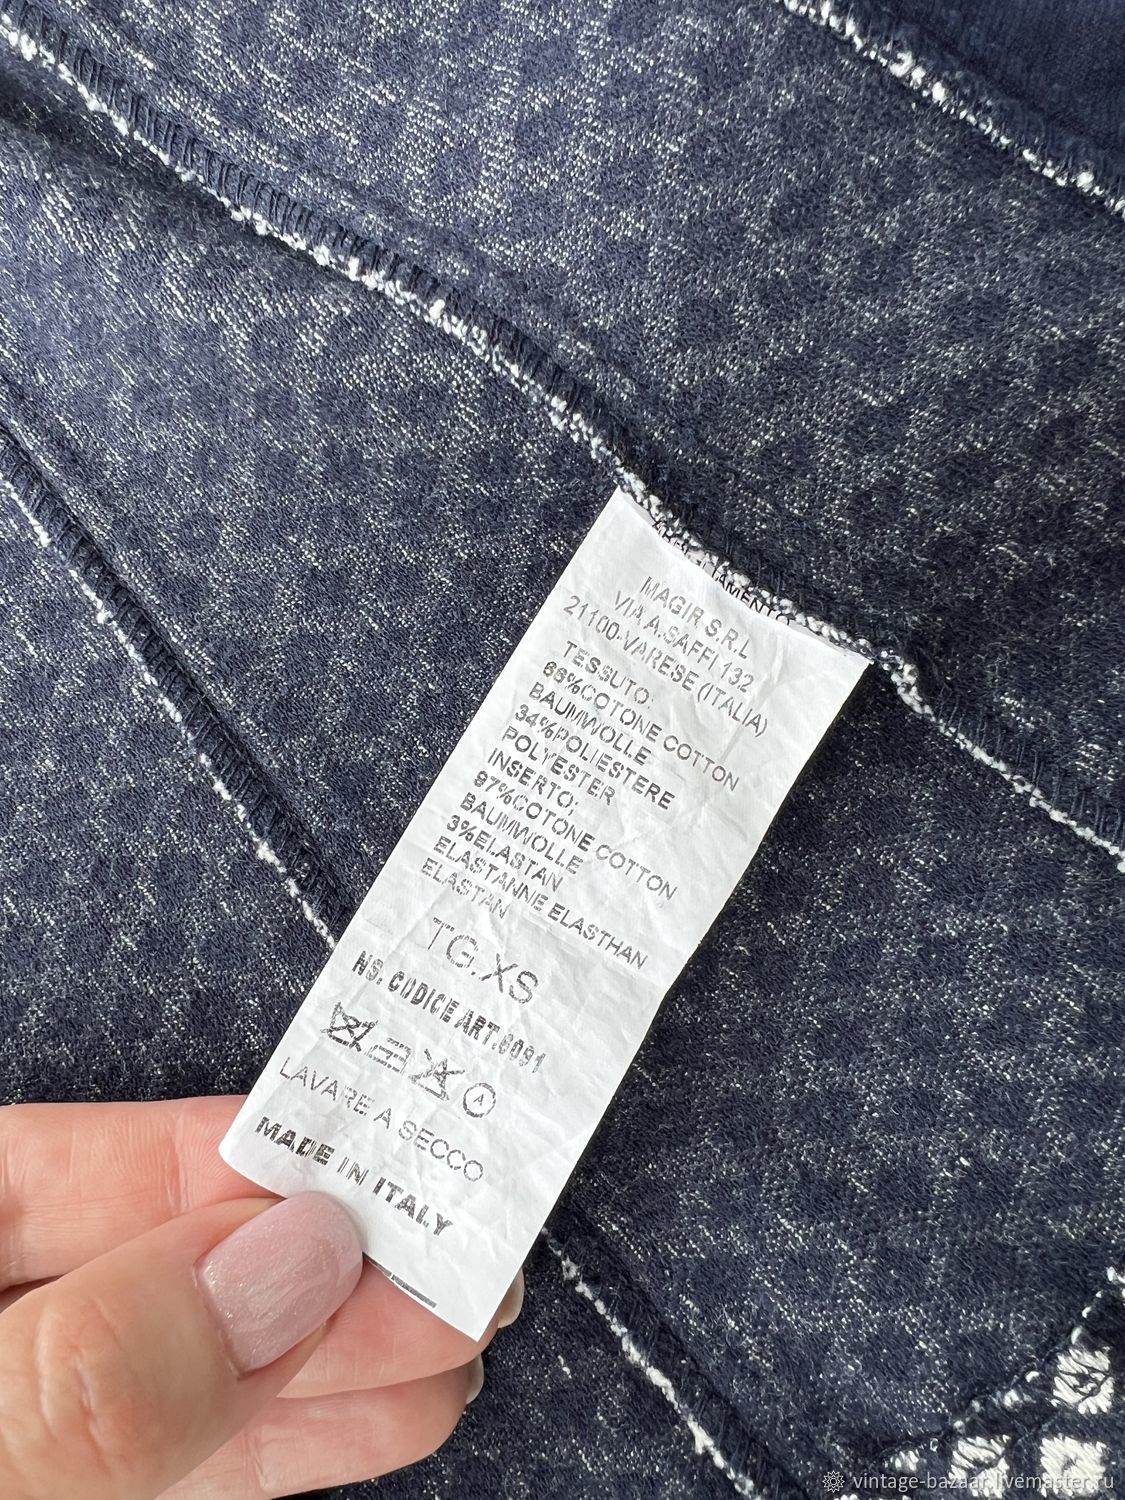 MAGIR S.R.L
VIA A.SAFFI 132
21100-VARESE (ITALIA)
TESSUTO:
66%COTONE COTTON
BAUMWOLLE
34%POLIESTERE
POLYESTER
INSERTO:
97%COTONE COTTON
BAUMWOLLE
3%ELASTAN
ELASTANNE ELASTHAN
ELASTAN
TG.XS
NS. CODICE ART.6091
A
LAVARE A SECCO
MADE IN ITALY
vintage-bazaar.livemaster.ru